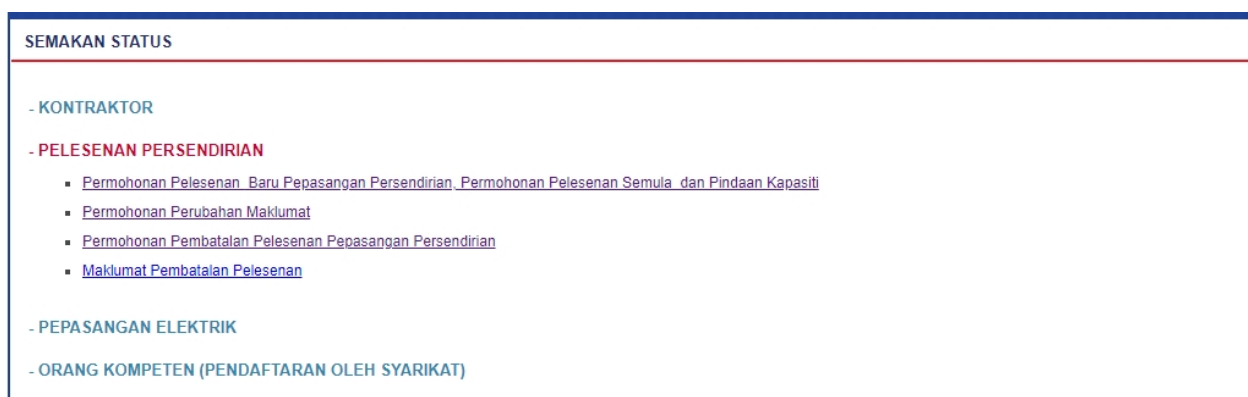 SEMAKAN STATUS
- KONTRAKTOR
- PELESENAN PERSENDIRIAN
▪ Permohonan Pelesenan Baru Pepasangan Persendirian, Permohonan Pelesenan Semula dan Pindaan Kapasiti
▪ Permohonan Perubahan Maklumat
▪ Permohonan Pembatalan Pelesenan Pepasangan Persendirian
▪ Maklumat Pembatalan Pelesenan
- PEPASANGAN ELEKTRIK
- ORANG KOMPETEN (PENDAFTARAN OLEH SYARIKAT)